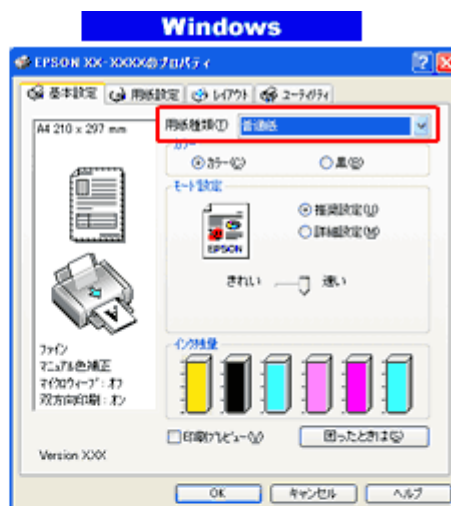 Windows
EPSON XX-XXXXのプロパティ
基本設定 用紙設定 レイアウト ユーティリティ
A4 210 x 297 mm
用紙種類(T) 普通紙
カラー
カラー(C) 黒(B)
モード設定
推奨設定(U)
詳細設定(M)
EPSON
きれい 速い
ファイン
マニュアル色補正
マイクロウィーブ：オフ
双方向印刷：オン
インク残量
印刷プレビュー(V) 困ったときは(S)
Version XXX
OK キャンセル ヘルプ